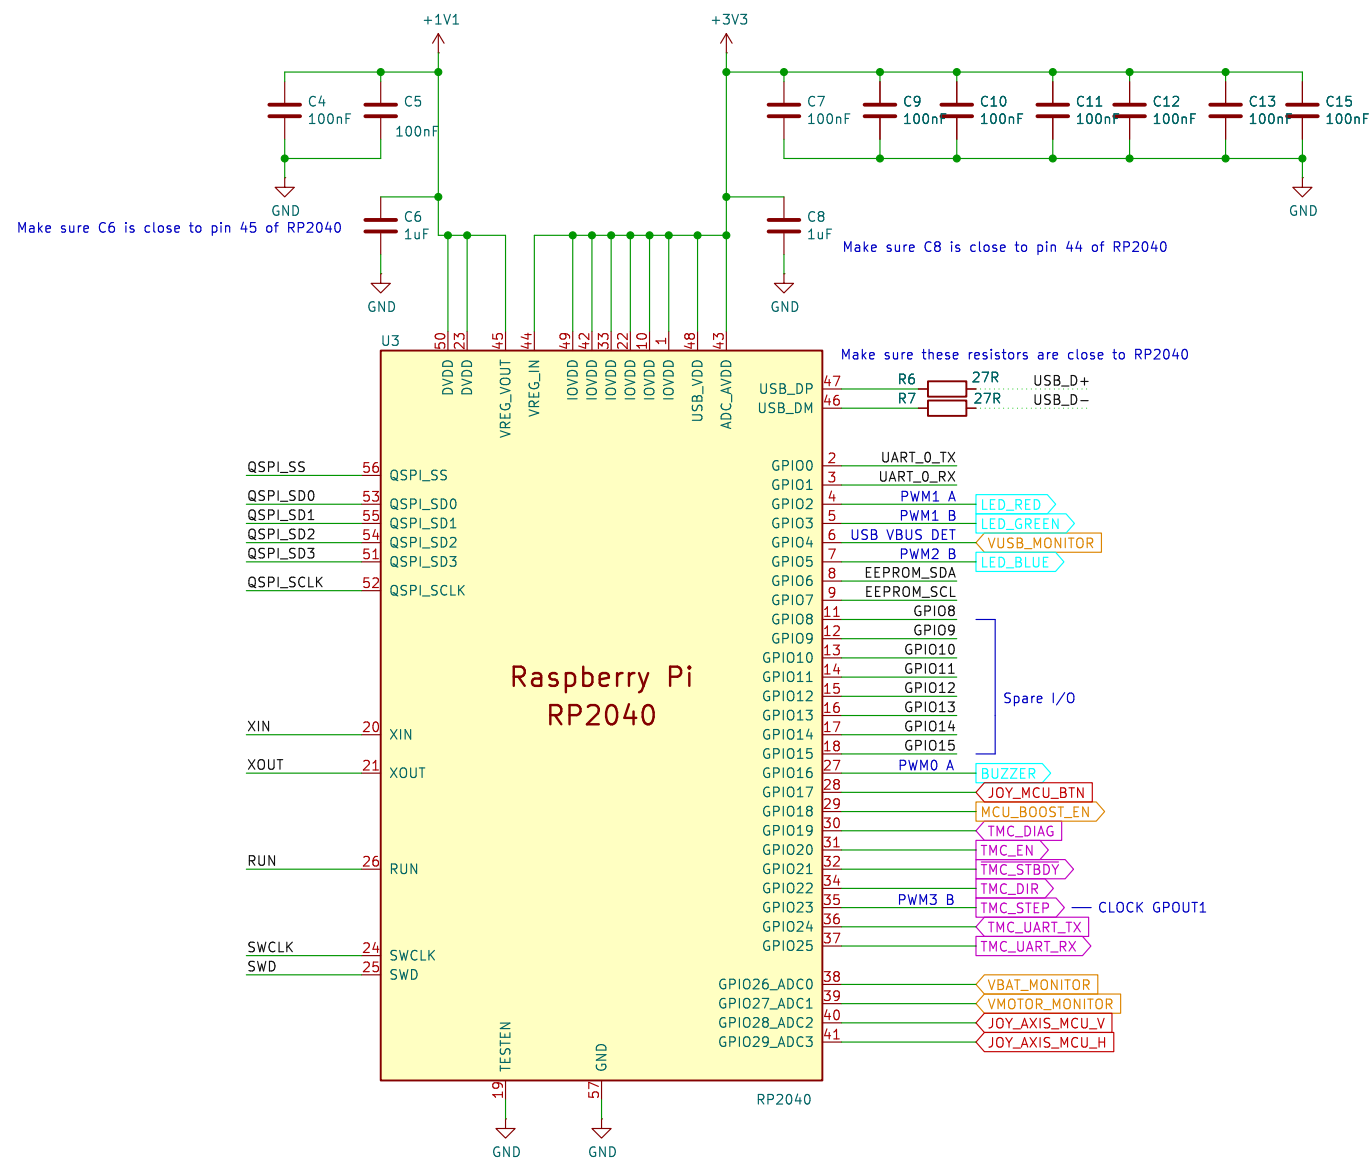 +1V1
+3V3
C4
100nF
C5
100nF
C7
100nF
C9
100nF
C10
100nF
C11
100nF
C12
100nF
C13
100nF
C15
100nF
GND
GND
Make sure C6 is close to pin 45 of RP2040
C6
1uF
C8
1uF
Make sure C8 is close to pin 44 of RP2040
GND
GND
U3
50
23
45
44
49
42
33
22
10
1
48
43
DVDD
DVDD
VREG_VOUT
VREG_IN
IOVDD
IOVDD
IOVDD
IOVDD
IOVDD
IOVDD
USB_VDD
ADC_AVDD
Make sure these resistors are close to RP2040
USB_DP 47 R6 27R USB_D+
USB_DM 46 R7 27R USB_D-
QSPI_SS 56 QSPI_SS
QSPI_SD0 53 QSPI_SD0
QSPI_SD1 55 QSPI_SD1
QSPI_SD2 54 QSPI_SD2
QSPI_SD3 51 QSPI_SD3
QSPI_SCLK 52 QSPI_SCLK
XIN 20 XIN
XOUT 21 XOUT
RUN 26 RUN
SWCLK 24 SWCLK
SWD 25 SWD
Raspberry Pi
RP2040
GPIO0 2 UART_0_TX
GPIO1 3 UART_0_RX
GPIO2 4 PWM1 A LED_RED
GPIO3 5 PWM1 B LED_GREEN
GPIO4 6 USB VBUS DET VUSB_MONITOR
GPIO5 7 PWM2 B LED_BLUE
GPIO6 8 EEPROM_SDA
GPIO7 9 EEPROM_SCL
GPIO8 11 GPIO8
GPIO9 12 GPIO9
GPIO10 13 GPIO10
GPIO11 14 GPIO11
GPIO12 15 GPIO12
GPIO13 16 GPIO13
GPIO14 17 GPIO14
GPIO15 18 GPIO15
Spare I/O
GPIO16 27 PWM0 A BUZZER
GPIO17 28 JOY_MCU_BTN
GPIO18 29 MCU_BOOST_EN
GPIO19 30 TMC_DIAG
GPIO20 31 TMC_EN
GPIO21 32 TMC_STBDY
GPIO22 34 TMC_DIR
GPIO23 35 PWM3 B TMC_STEP CLOCK GPOUT1
GPIO24 36 TMC_UART_TX
GPIO25 37 TMC_UART_RX
GPIO26_ADC0 38 VBAT_MONITOR
GPIO27_ADC1 39 VMOTOR_MONITOR
GPIO28_ADC2 40 JOY_AXIS_MCU_V
GPIO29_ADC3 41 JOY_AXIS_MCU_H
TESTEN
GND
19
57
RP2040
GND
GND